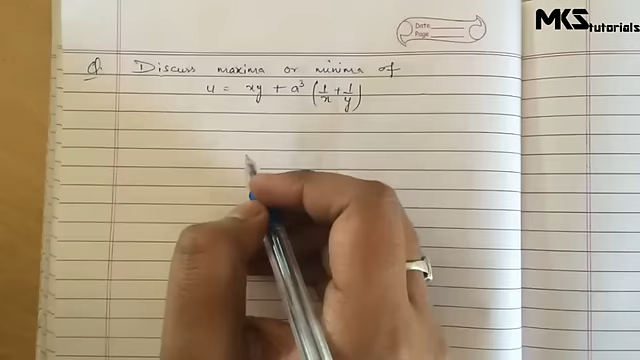 MKS tutorials
Date
Page
Q. Discuss maxima or minima of
u = xy + a³ (1/x + 1/y)